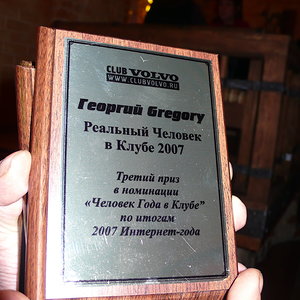 CLUB VOLVO
WWW.CLUBVOLVO.RU
Георгий Gregory
Реальный Человек
в Клубе 2007
Третий приз
в номинации
«Человек Года в Клубе”
по итогам
2007 Интернет-года